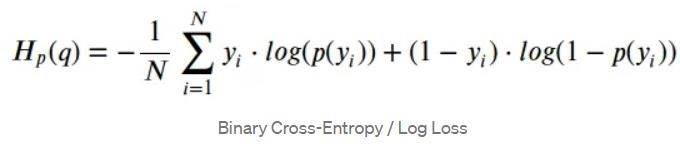 H_p(q) = -\frac{1}{N} \sum_{i=1}^{N} y_i \cdot log(p(y_i)) + (1 - y_i) \cdot log(1 - p(y_i))
Binary Cross-Entropy / Log Loss